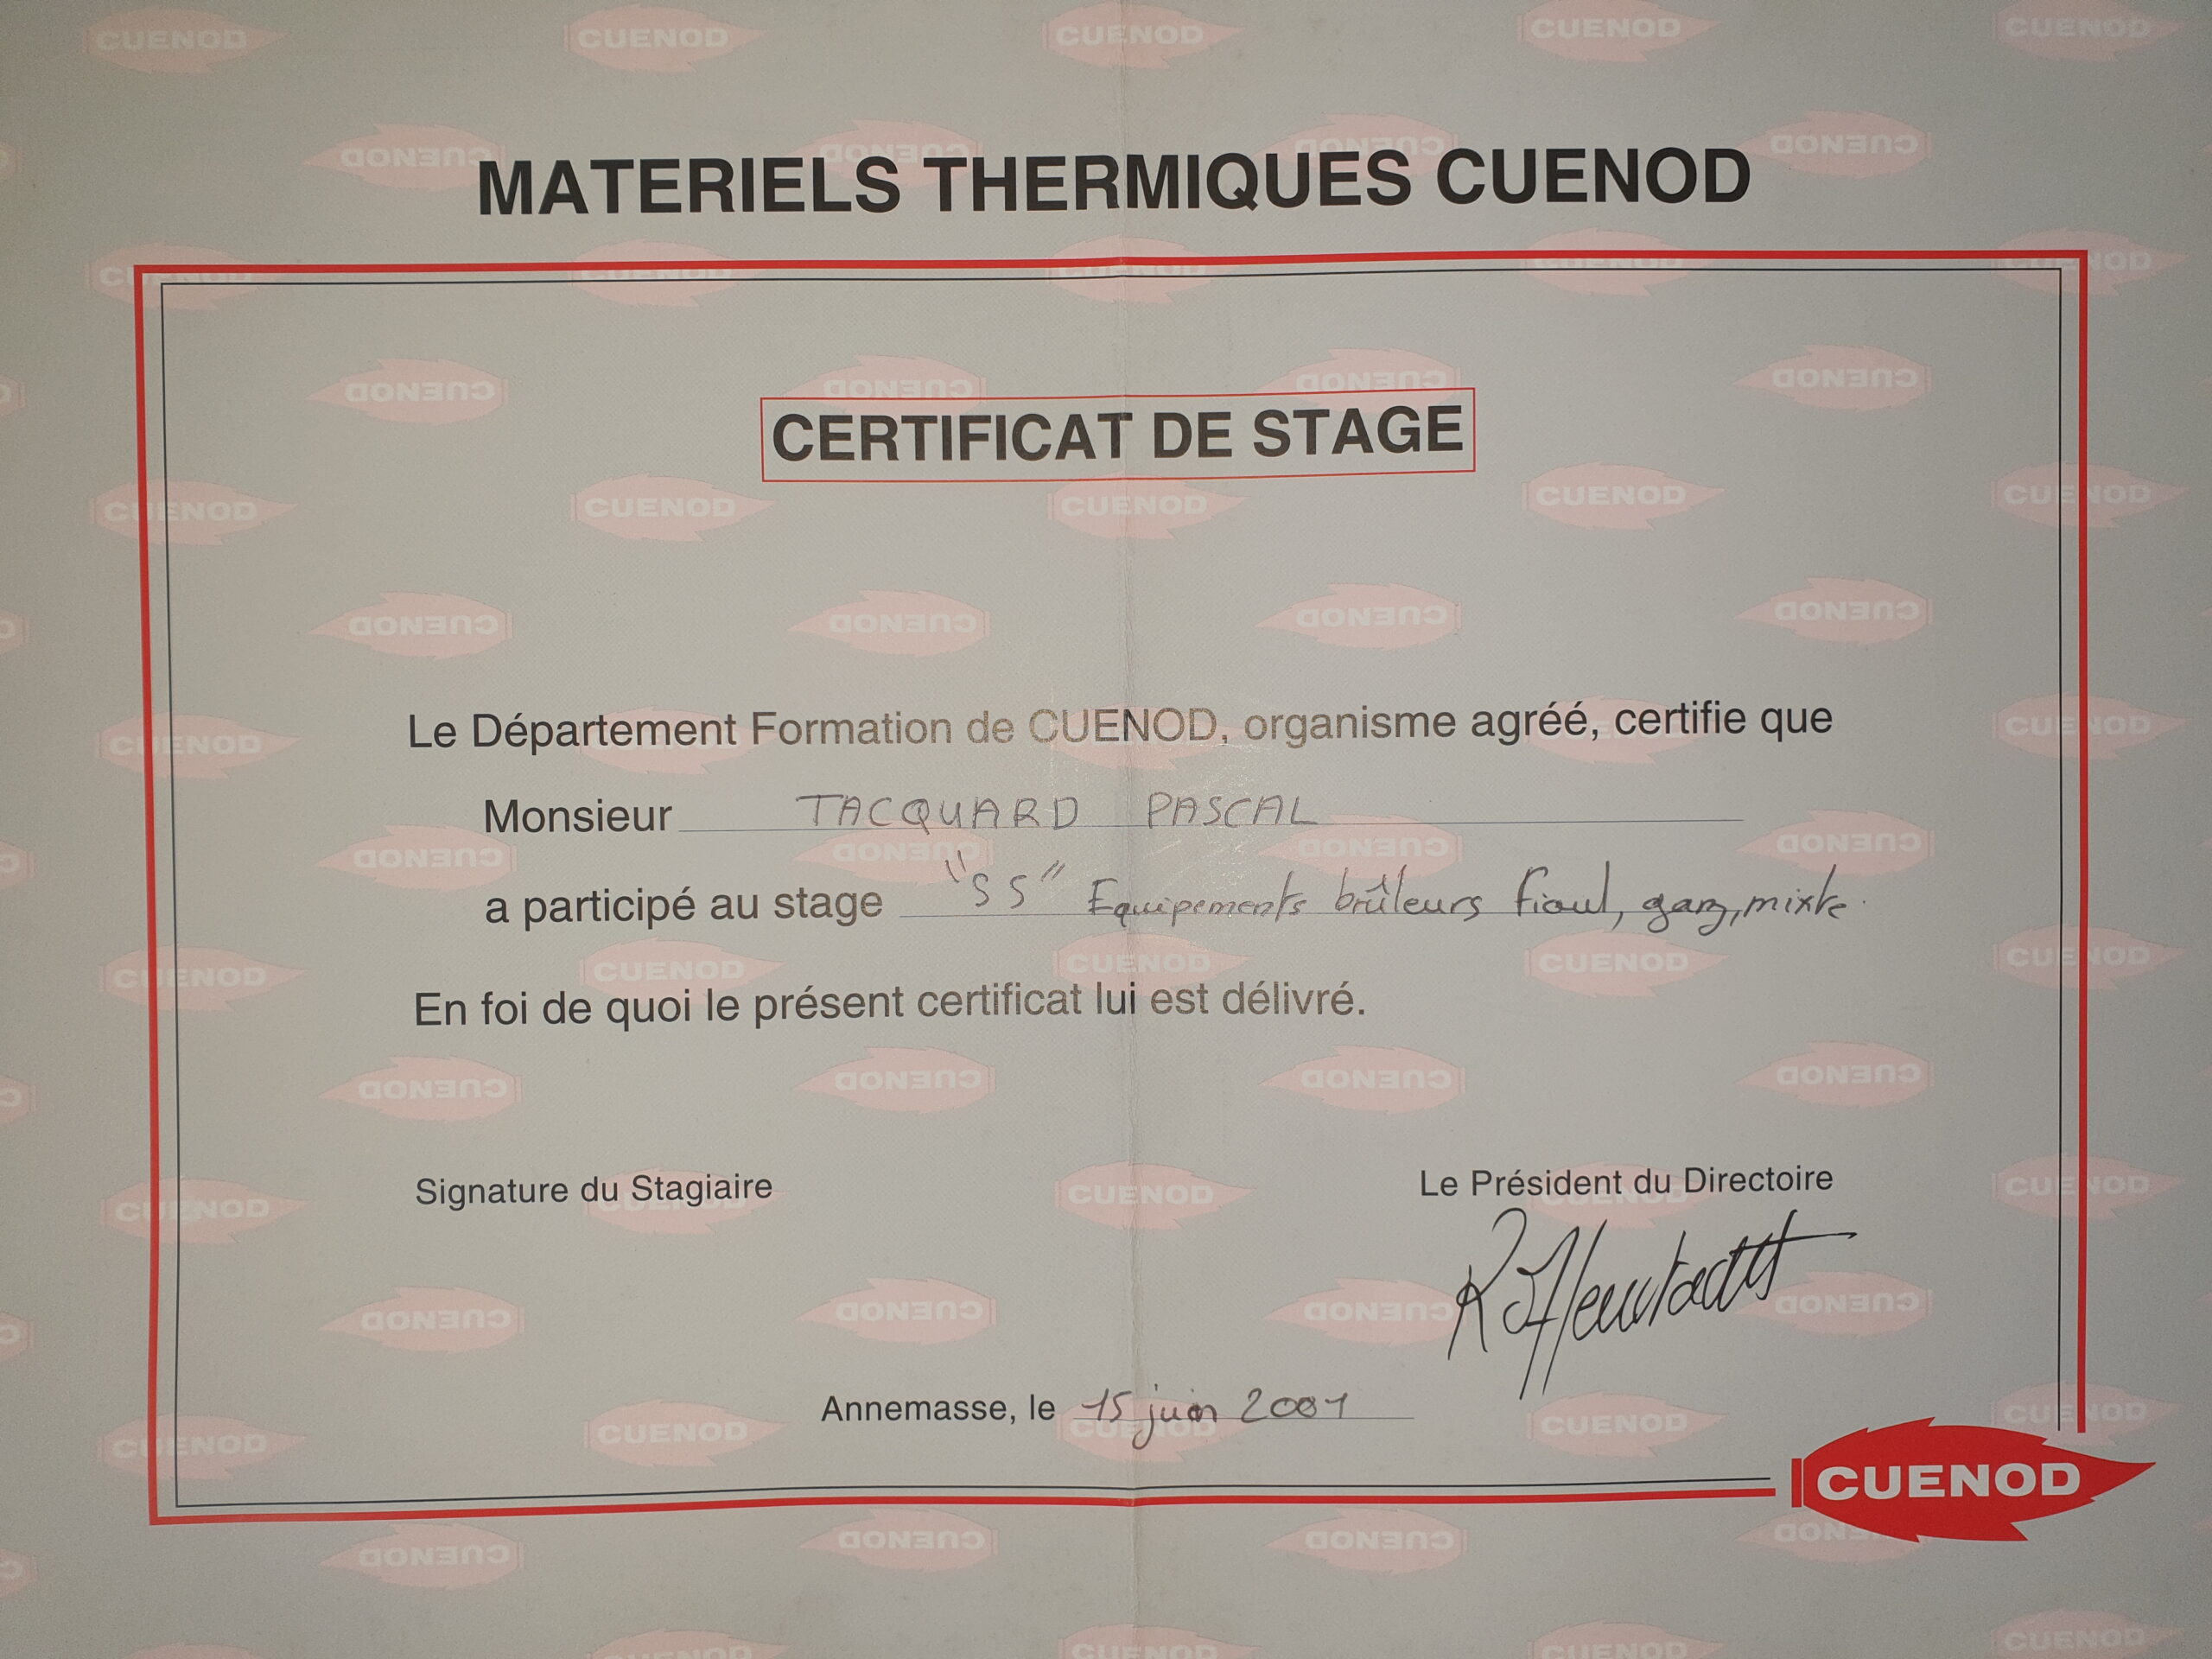 MATERIELS THERMIQUES CUENOD
CERTIFICAT DE STAGE
Le Département Formation de CUENOD, organisme agréé, certifie que
Monsieur TACQUARD PASCAL
a participé au stage "S5" Equipements brûleurs fioul, gaz, mixte.
En foi de quoi le présent certificat lui est délivré.
Signature du Stagiaire
Le Président du Directoire
Annemasse, le 15 juin 2001
CUENOD